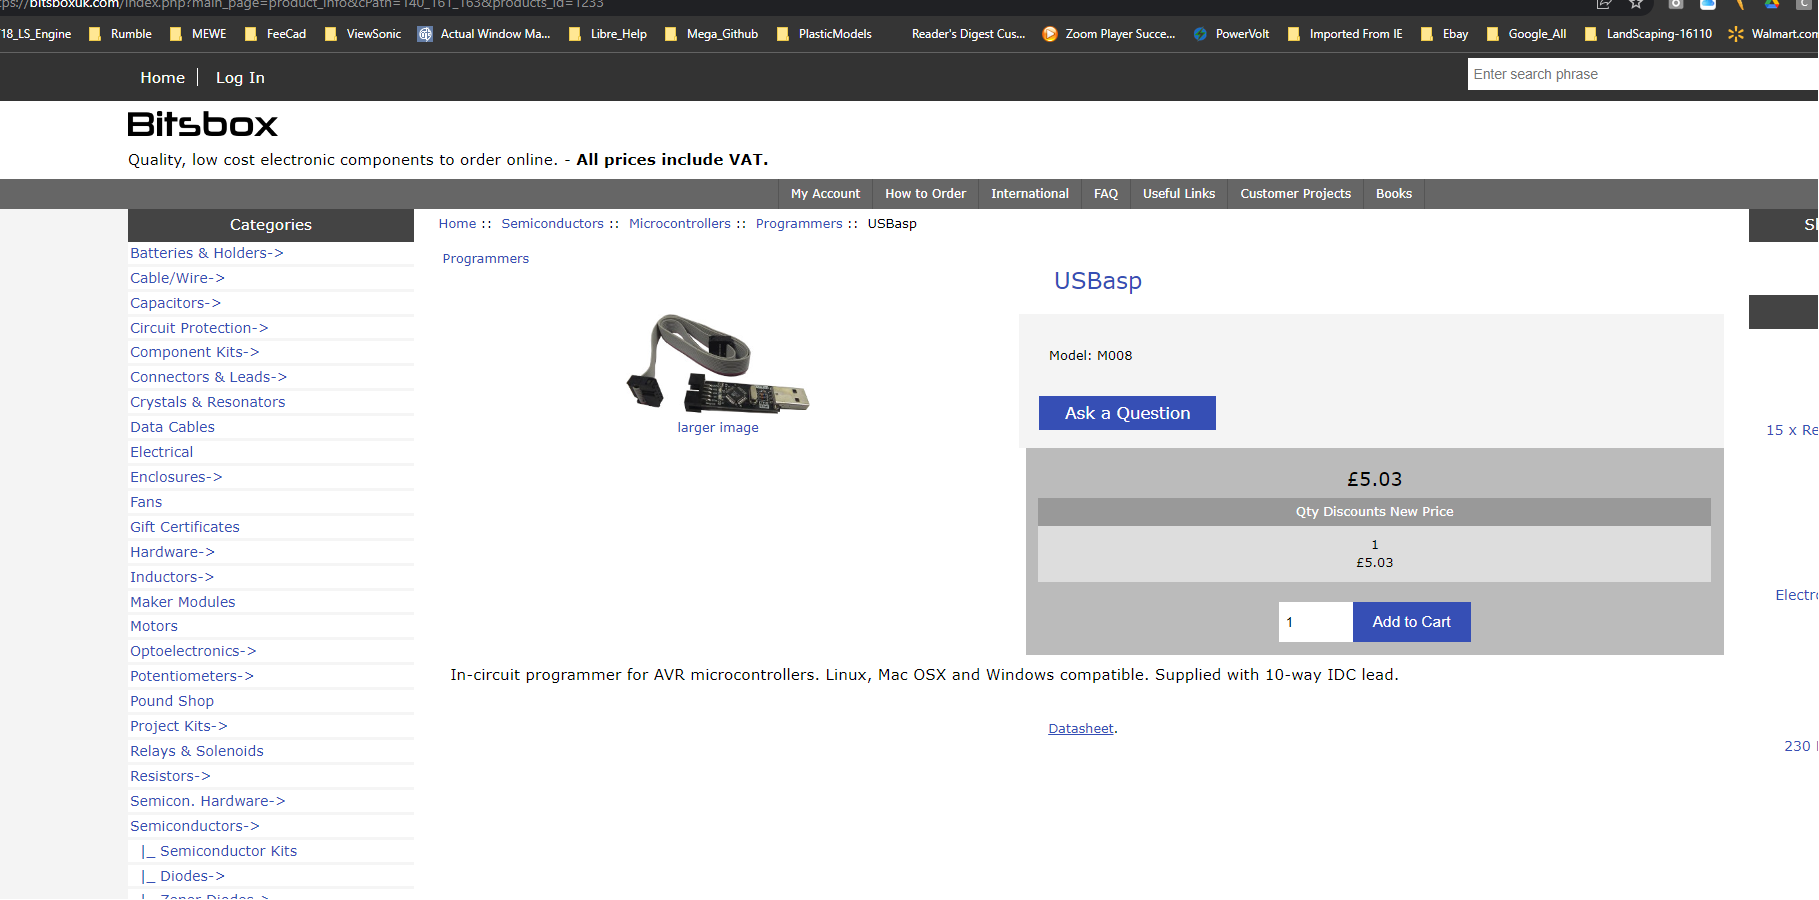 bitsboxuk.com/index.php?main_page=product_info&cPath=140_161_163&products_id=1233
18_LS_Engine Rumble MEWE FeeCad ViewSonic Actual Window Ma... Libre_Help Mega_Github PlasticModels Reader's Digest Cus... Zoom Player Succe... PowerVolt Imported From IE Ebay Google_All LandScaping-16110 Walmart.con
Home Log In
Enter search phrase
Bitsbox
Quality, low cost electronic components to order online. - All prices include VAT.
My Account How to Order International FAQ Useful Links Customer Projects Books
Categories
Batteries & Holders->
Cable/Wire->
Capacitors->
Circuit Protection->
Component Kits->
Connectors & Leads->
Crystals & Resonators
Data Cables
Electrical
Enclosures->
Fans
Gift Certificates
Hardware->
Inductors->
Maker Modules
Motors
Optoelectronics->
Potentiometers->
Pound Shop
Project Kits->
Relays & Solenoids
Resistors->
Semicon. Hardware->
Semiconductors->
|_ Semiconductor Kits
|_ Diodes->
|_ Zener Diodes->
Home :: Semiconductors :: Microcontrollers :: Programmers :: USBasp
Programmers
larger image
USBasp
Model: M008
Ask a Question
£5.03
Qty Discounts New Price
1
£5.03
1 Add to Cart
In-circuit programmer for AVR microcontrollers. Linux, Mac OSX and Windows compatible. Supplied with 10-way IDC lead.
Datasheet.
15 x Re
Electro
230